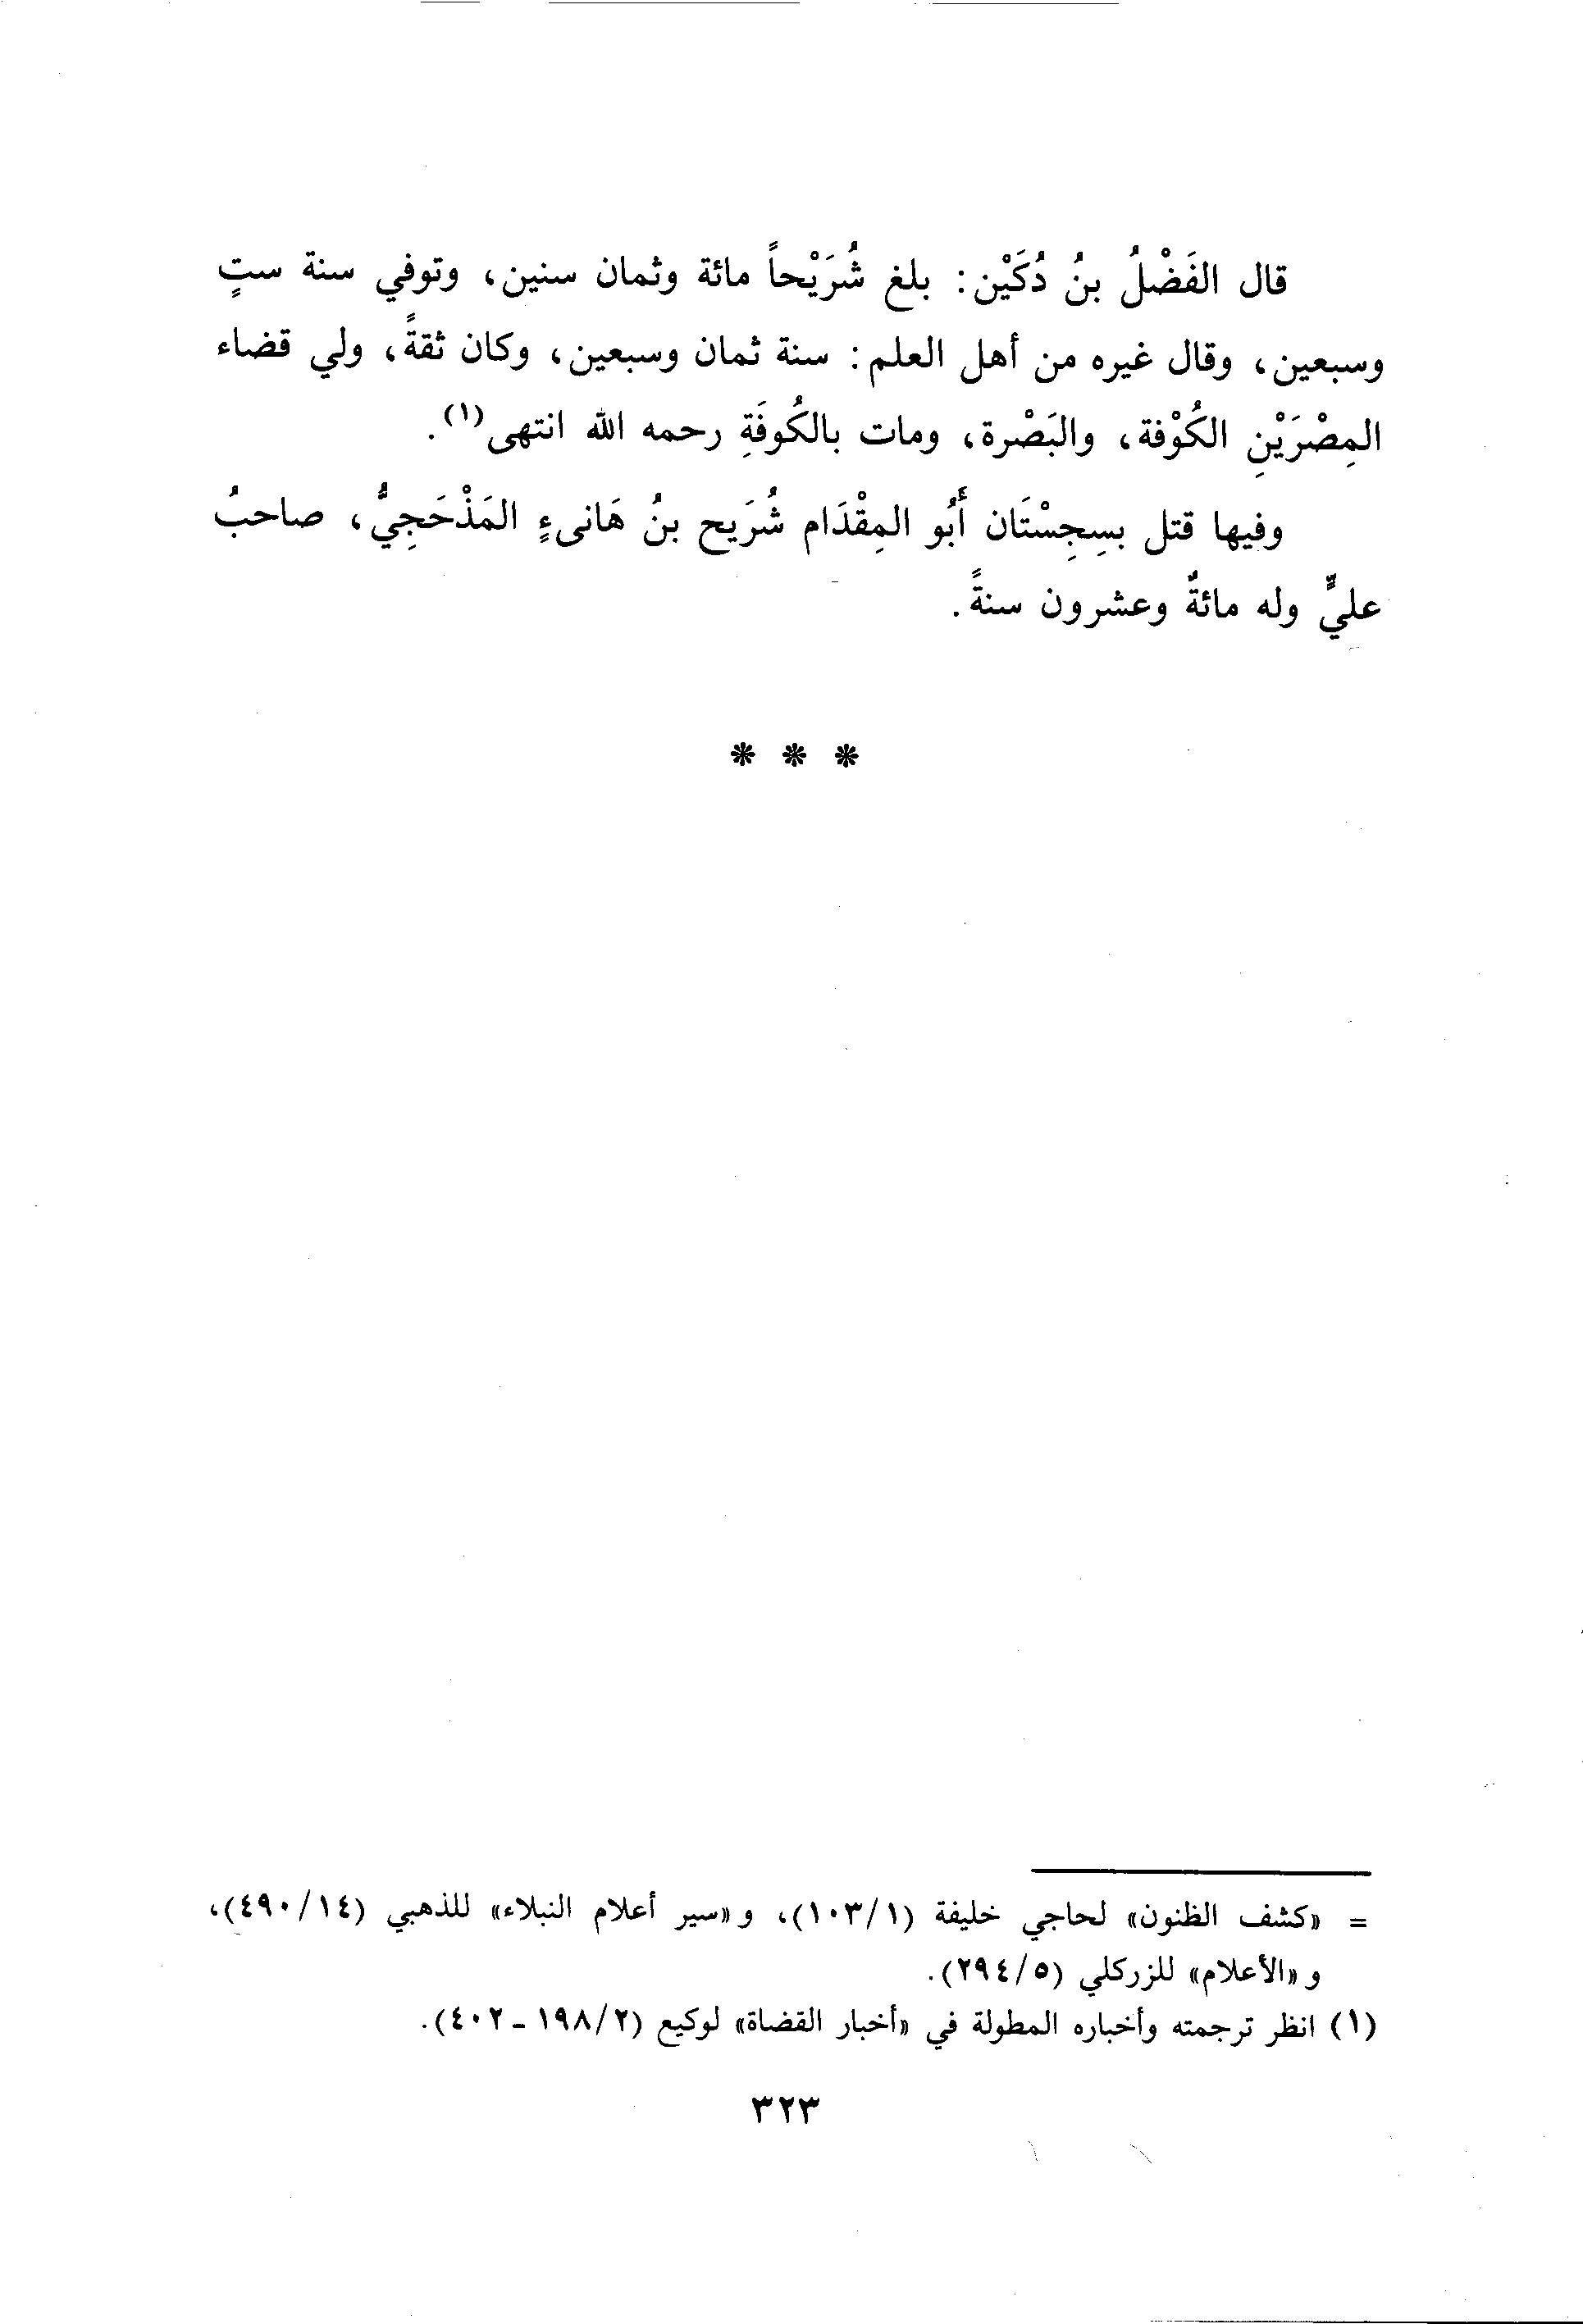 قال الفَضْلُ بنُ دُكَيْن: بلغ شُرَيْحاً مائة وثمان سنين، وتوفي سنة ستٍ
وسبعين، وقال غيره من أهل العلم: سنة ثمان وسبعين، وكان ثقةً، ولي قضاء
المِصْرَيْنِ الكُوْفة، والبَصْرة، ومات بالكُوفَةِ رحمه الله انتهى(١).
وفيها قتل بسِجِسْتَان أَبُو المِقْدَام شُرَيح بنُ هَانىءٍ المَذْحَجِيُّ، صاحبُ
عليٍّ وله مائةٌ وعشرون سنةً.
* * *
= «كشف الظنون» لحاجي خليفة (١٠٣/١)، و«سير أعلام النبلاء» للذهبي (٤٩٠/١٤)،
و«الأعلام» للزركلي (٢٩٤/٥).
(١) انظر ترجمته وأخباره المطولة في «أخبار القضاة» لوكيع (١٩٨/٢ - ٤٠٢).
٣٢٣